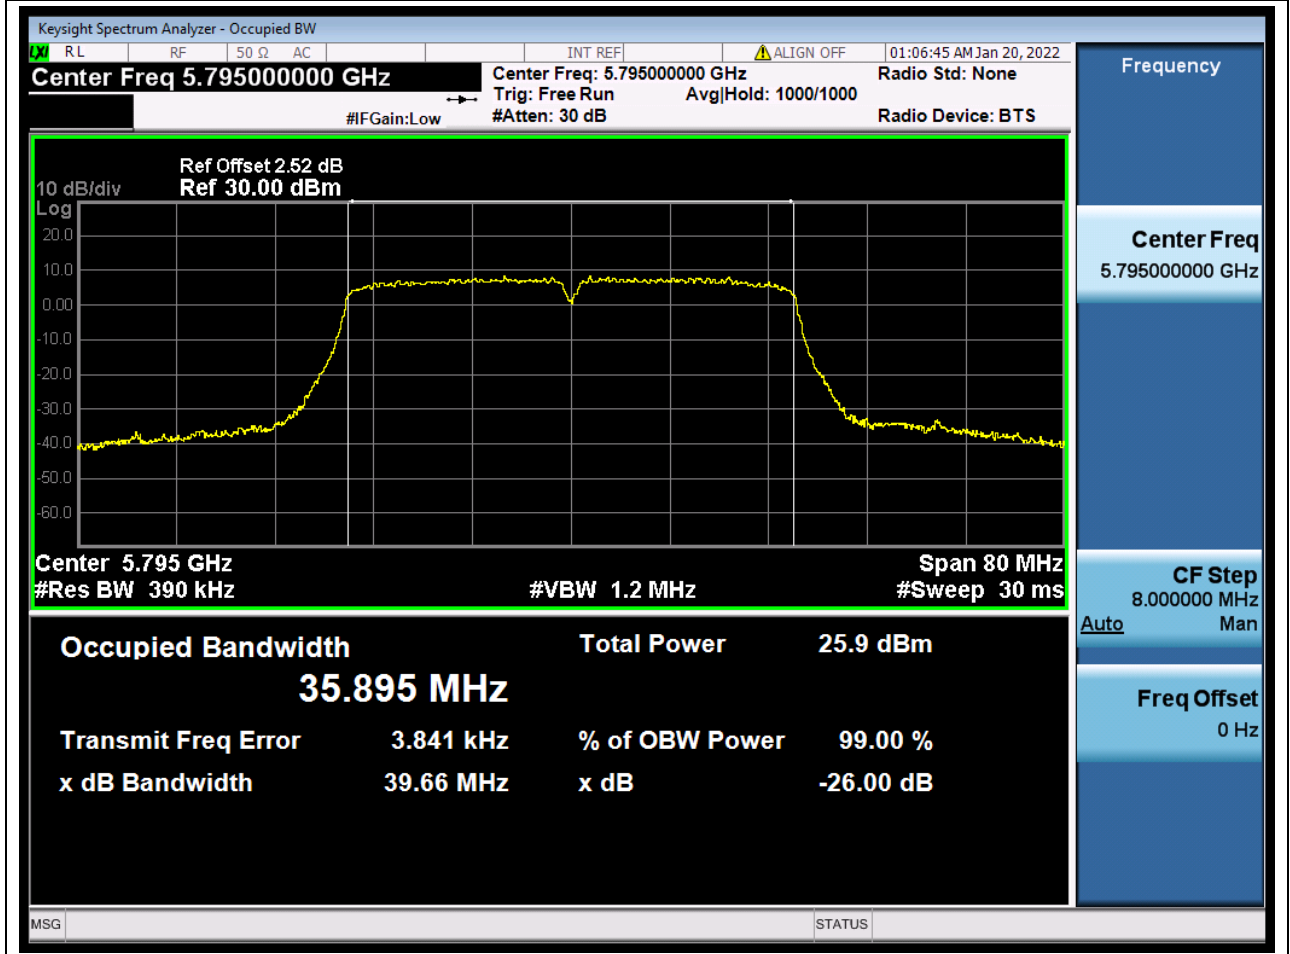 Keysight Spectrum Analyzer - Occupied BW
LXI RL RF 50 Ω AC INT REF ALIGN OFF 01:06:45 AM Jan 20, 2022
Center Freq 5.795000000 GHz
Center Freq: 5.795000000 GHz
Radio Std: None
Trig: Free Run Avg|Hold: 1000/1000
#IFGain:Low
#Atten: 30 dB
Radio Device: BTS
Ref Offset 2.52 dB
10 dB/div Ref 30.00 dBm
Log
20.0
10.0
0.00
-10.0
-20.0
-30.0
-40.0
-50.0
-60.0
Center 5.795 GHz Span 80 MHz
#Res BW 390 kHz #VBW 1.2 MHz #Sweep 30 ms
Occupied Bandwidth Total Power 25.9 dBm
35.895 MHz
Transmit Freq Error 3.841 kHz % of OBW Power 99.00 %
x dB Bandwidth 39.66 MHz x dB -26.00 dB
MSG STATUS
Frequency
Center Freq
5.795000000 GHz
CF Step
8.000000 MHz
Auto Man
Freq Offset
0 Hz